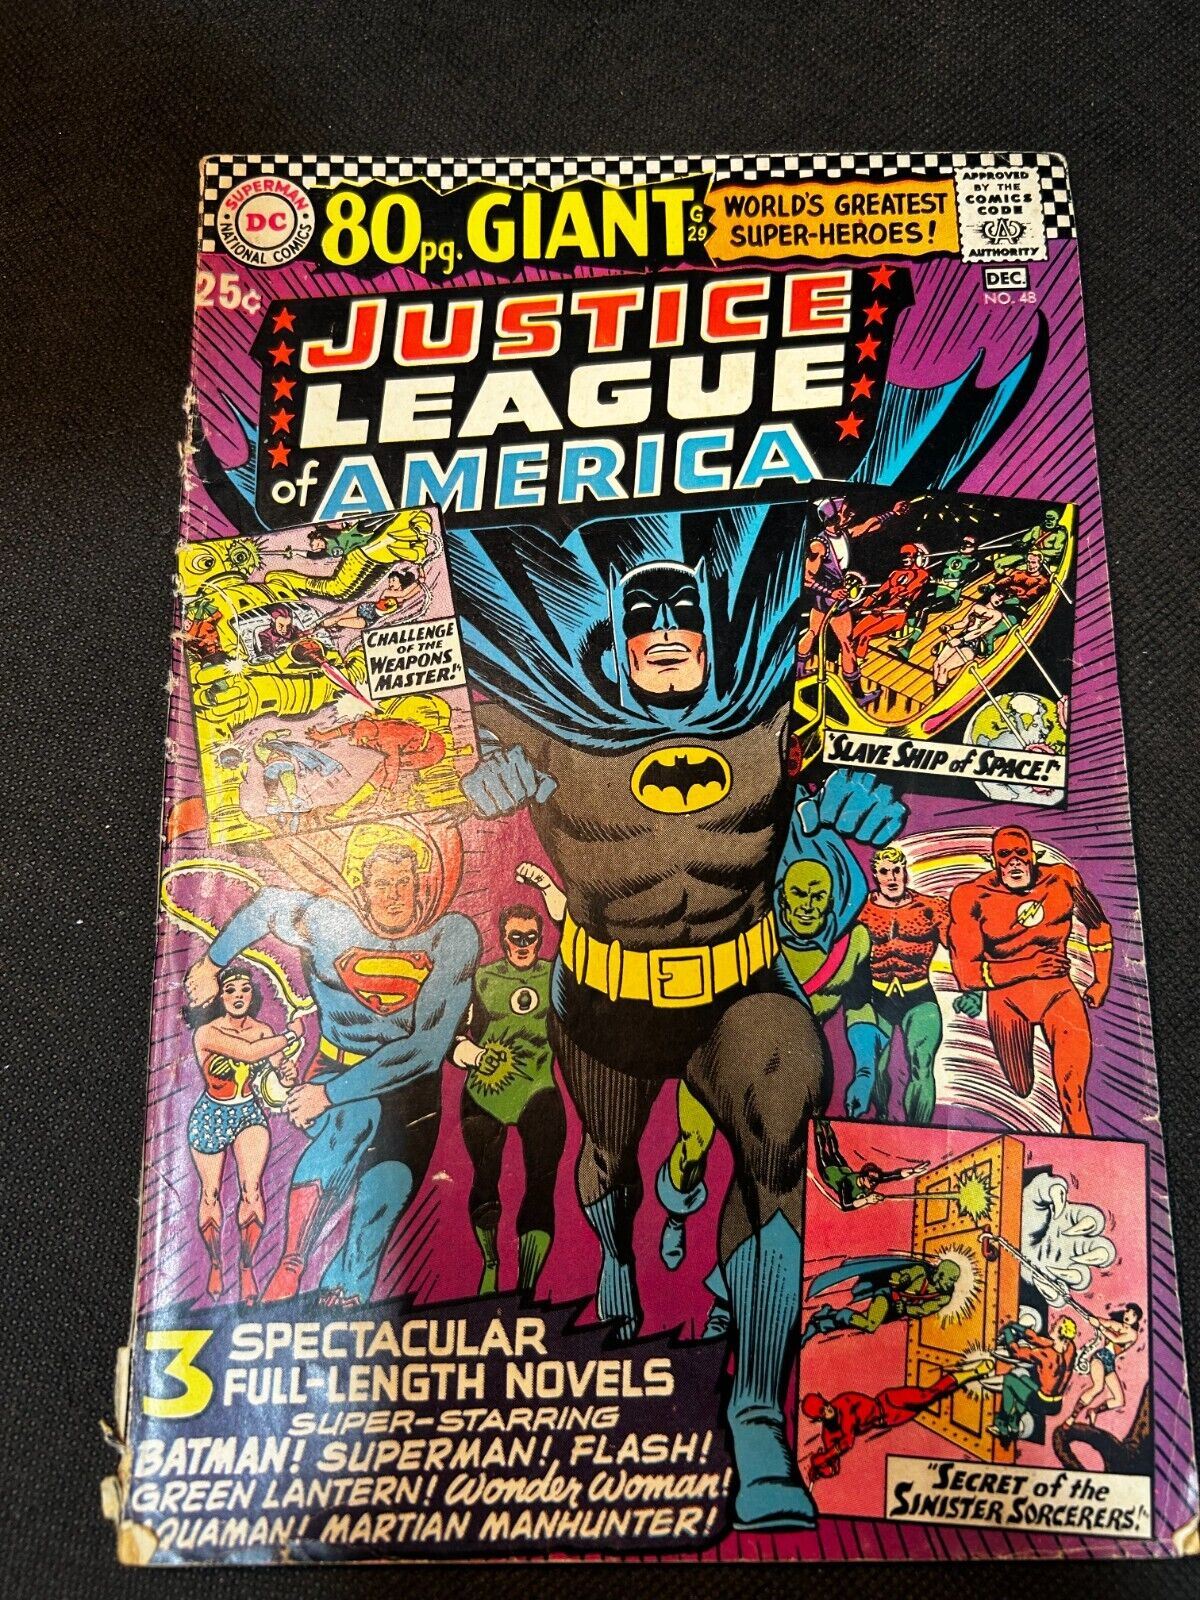 SUPERMAN
DC
NATIONAL COMICS
80pg. GIANT
G
29
WORLD'S GREATEST
SUPER-HEROES!
APPROVED
BY THE
COMICS
CODE
CA
AUTHORITY
25¢
DEC.
NO. 48
JUSTICE
LEAGUE
of AMERICA
CHALLENGE
OF THE
WEAPONS
MASTER!"
"SLAVE SHIP of SPACE!"
S
3 SPECTACULAR
FULL-LENGTH NOVELS
SUPER-STARRING
BATMAN! SUPERMAN! FLASH!
GREEN LANTERN! Wonder Woman!
QUAMAN! MARTIAN MANHUNTER!
"SECRET of the
SINISTER SORCERERS!"